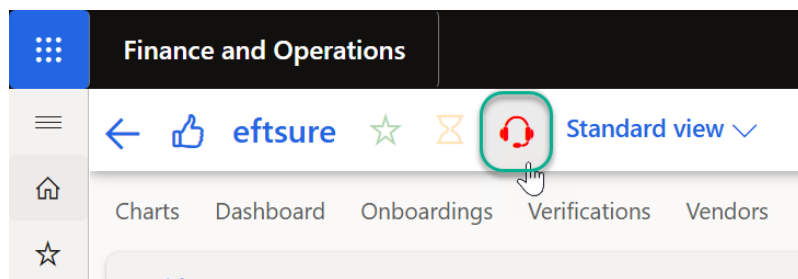 Finance and Operations
eftsure Standard view
Charts Dashboard Onboardings Verifications Vendors